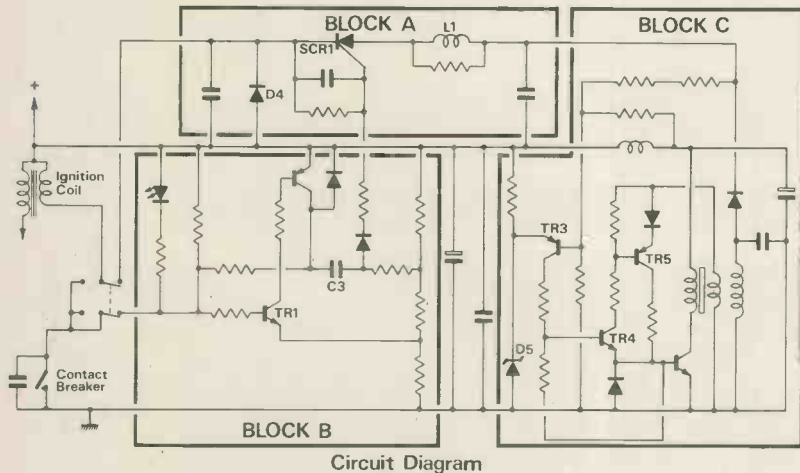 BLOCK A
BLOCK C
L1
SCR1
D4
+
Ignition
Coil
TR3
TR5
C3
TR1
TR4
D5
Contact
Breaker
BLOCK B
Circuit Diagram